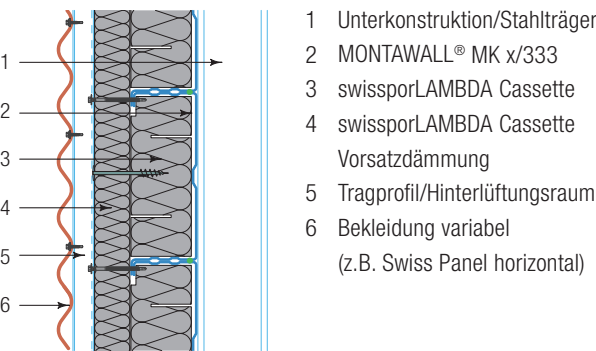 1 Unterkonstruktion/Stahlträger
2 MONTAWALL® MK x/333
3 swissporLAMBDA Cassette
4 swissporLAMBDA Cassette
Vorsatzdämmung
5 Tragprofil/Hinterlüftungsraum
6 Bekleidung variabel
(z.B. Swiss Panel horizontal)
1
2
3
4
5
6